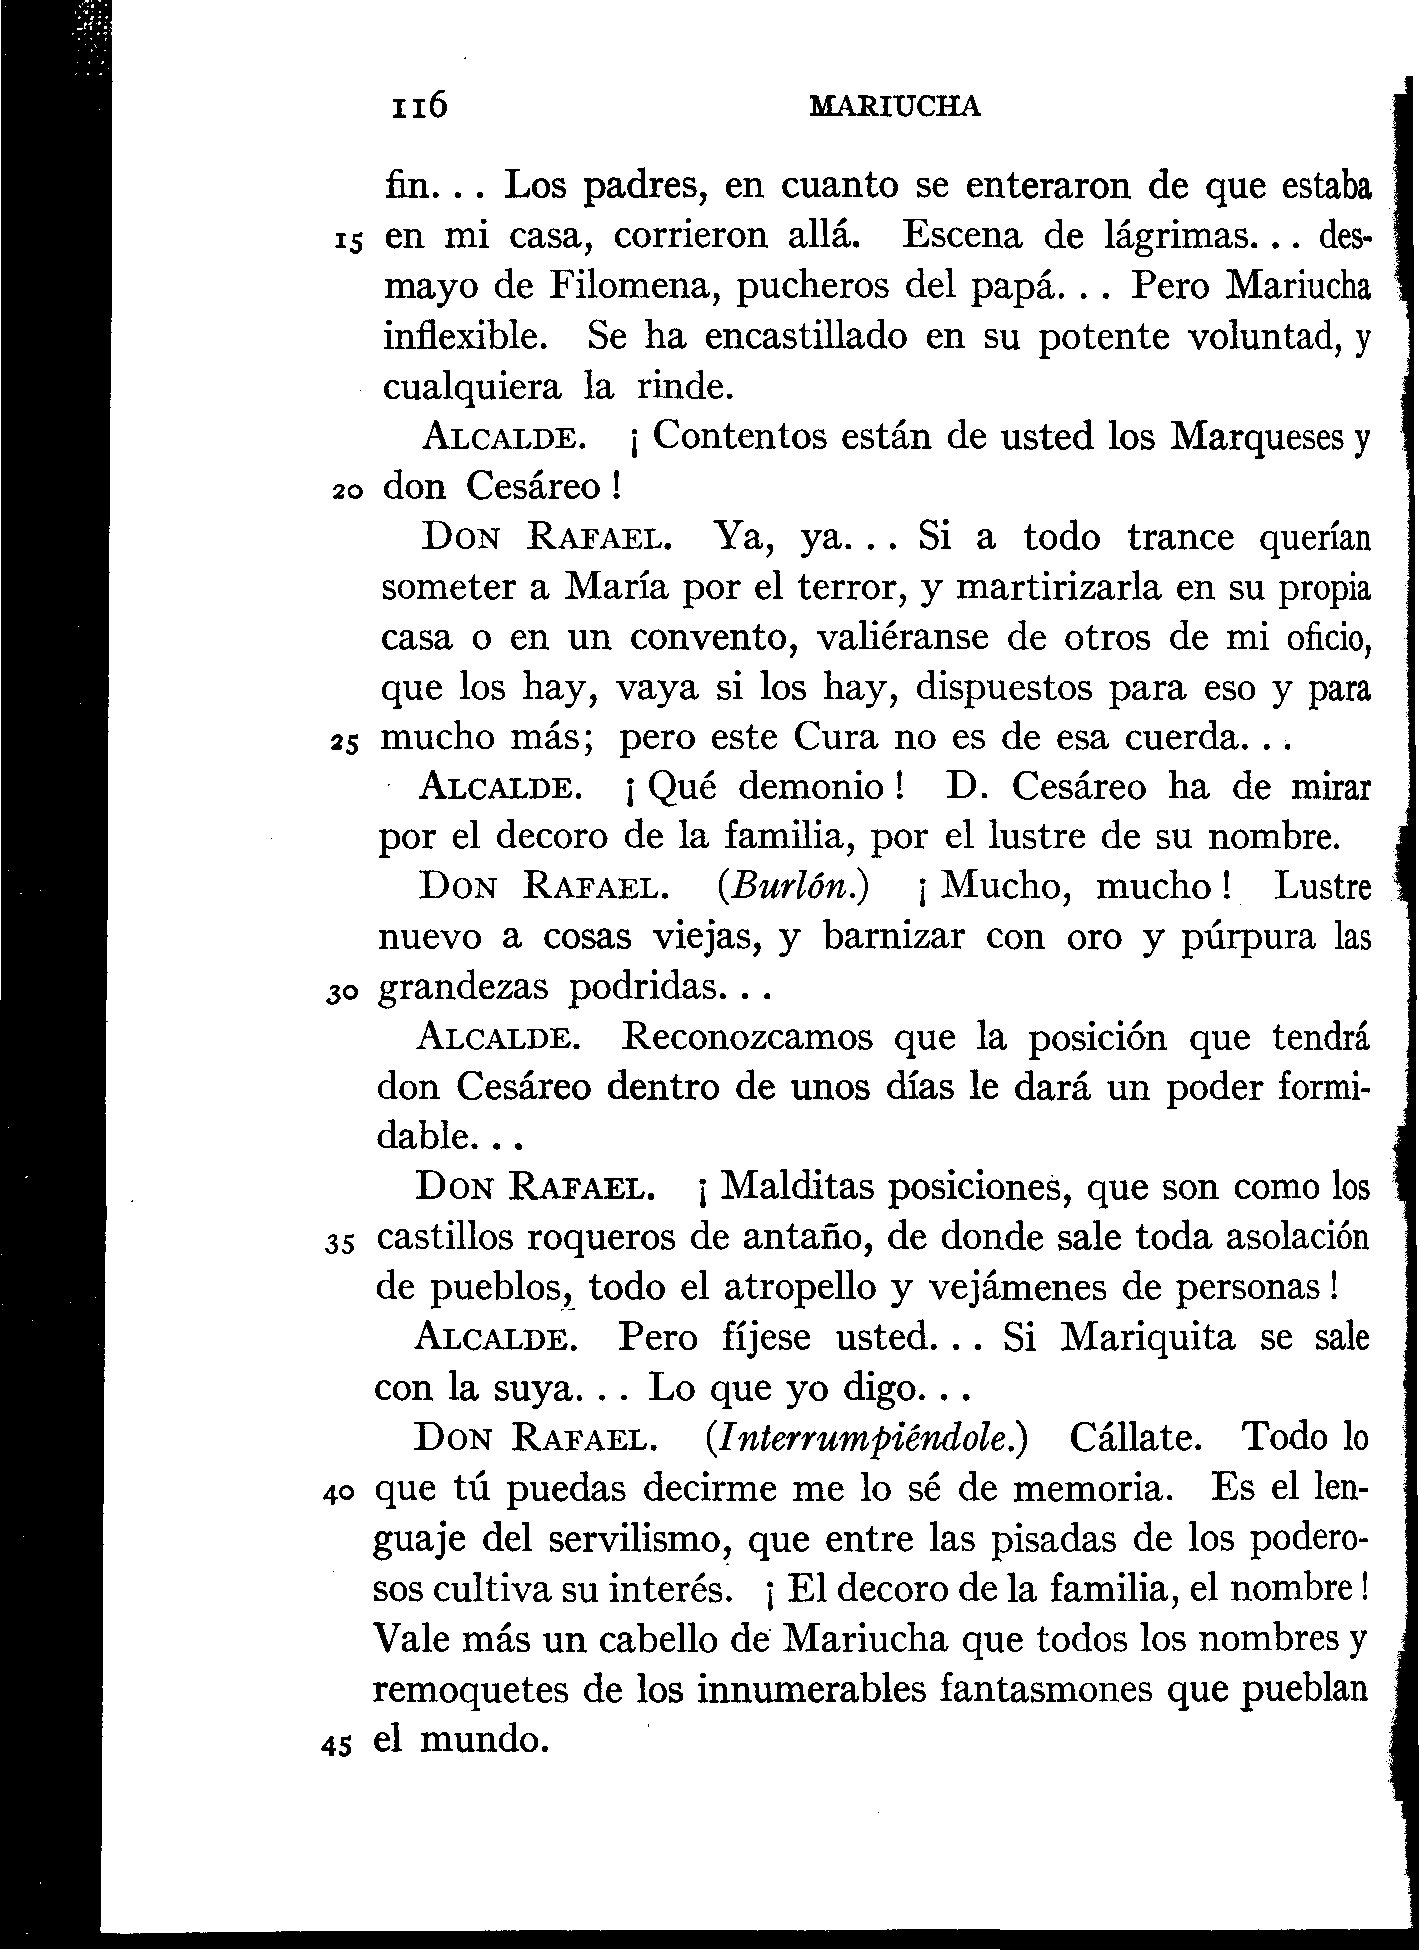 116 MARIUCHA
fin. . . Los padres, en cuanto se enteraron de que estaba
15 en mi casa, corrieron allá. Escena de lágrimas. . . des-
mayo de Filomena, pucheros del papá. . . Pero Mariucha
inflexible. Se ha encastillado en su potente voluntad, y
cualquiera la rinde.
ALCALDE. ¡ Contentos están de usted los Marqueses y
20 don Cesáreo !
DON RAFAEL. Ya, ya. . . Si a todo trance querían
someter a María por el terror, y martirizarla en su propia
casa o en un convento, valiéranse de otros de mi oficio,
que los hay, vaya si los hay, dispuestos para eso y para
25 mucho más; pero este Cura no es de esa cuerda. . .
ALCALDE. ¡ Qué demonio ! D. Cesáreo ha de mirar
por el decoro de la familia, por el lustre de su nombre.
DON RAFAEL. (Burlón.) ¡ Mucho, mucho ! Lustre
nuevo a cosas viejas, y barnizar con oro y púrpura las
30 grandezas podridas. . .
ALCALDE. Reconozcamos que la posición que tendrá
don Cesáreo dentro de unos días le dará un poder formi-
dable. . .
DON RAFAEL. ¡ Malditas posiciones, que son como los
35 castillos roqueros de antaño, de donde sale toda asolación
de pueblos, todo el atropello y vejámenes de personas !
ALCALDE. Pero fíjese usted. . . Si Mariquita se sale
con la suya. . . Lo que yo digo. . .
DON RAFAEL. (Interrumpiéndole.) Cállate. Todo lo
40 que tú puedas decirme me lo sé de memoria. Es el len-
guaje del servilismo, que entre las pisadas de los podero-
sos cultiva su interés. ¡ El decoro de la familia, el nombre !
Vale más un cabello de Mariucha que todos los nombres y
remoquetes de los innumerables fantasmones que pueblan
45 el mundo.